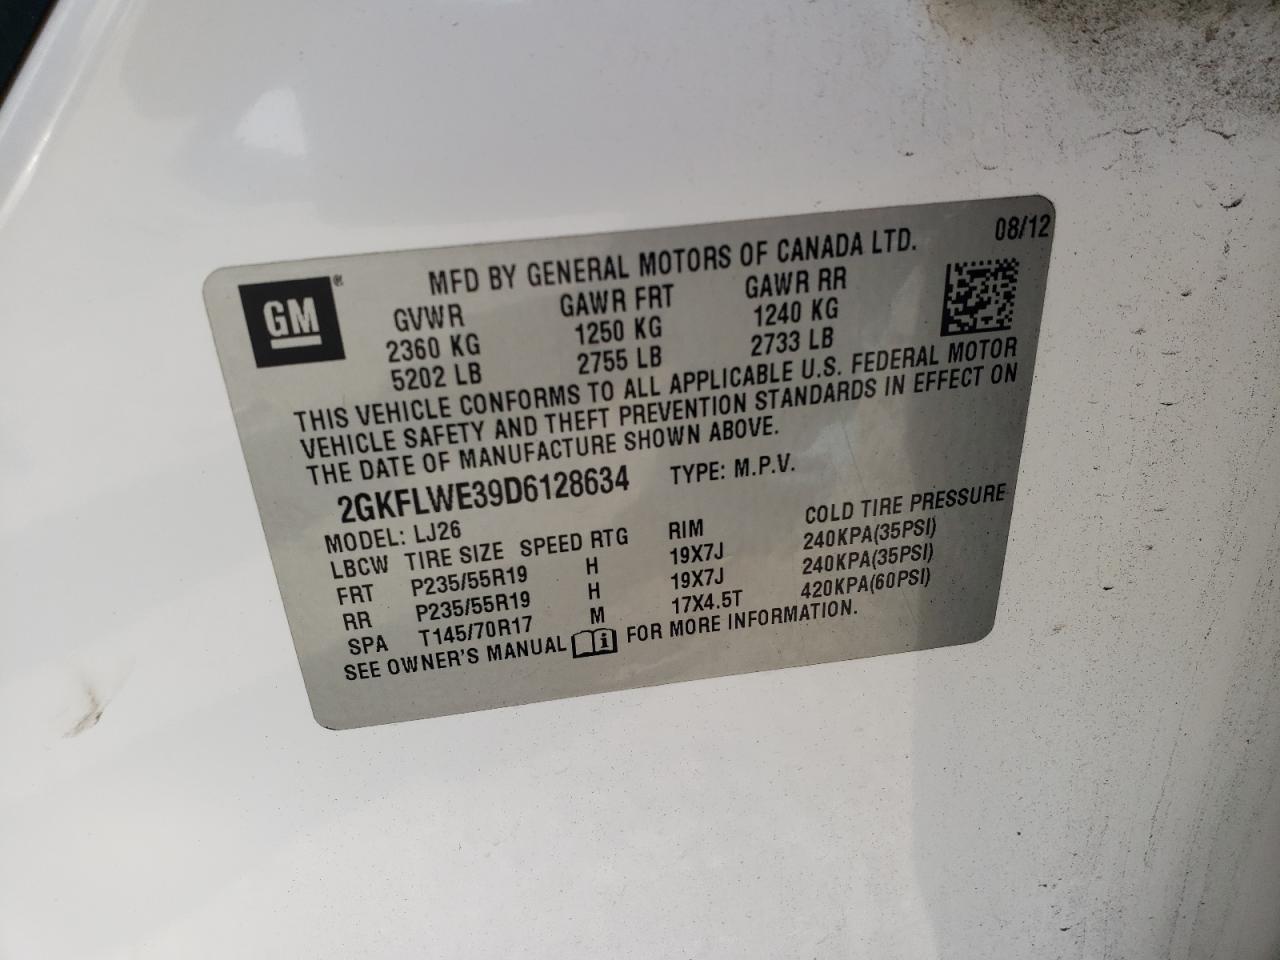 08/12
GM®
MFD BY GENERAL MOTORS OF CANADA LTD.
GVWR GAWR FRT GAWR RR
2360 KG 1250 KG 1240 KG
5202 LB 2755 LB 2733 LB
THIS VEHICLE CONFORMS TO ALL APPLICABLE U.S. FEDERAL MOTOR
VEHICLE SAFETY AND THEFT PREVENTION STANDARDS IN EFFECT ON
THE DATE OF MANUFACTURE SHOWN ABOVE.
2GKFLWE39D6128634 TYPE: M.P.V.
MODEL: LJ26
LBCW TIRE SIZE SPEED RTG RIM COLD TIRE PRESSURE
FRT P235/55R19 H 19X7J 240KPA(35PSI)
RR P235/55R19 H 19X7J 240KPA(35PSI)
SPA T145/70R17 M 17X4.5T 420KPA(60PSI)
SEE OWNER'S MANUAL i FOR MORE INFORMATION.